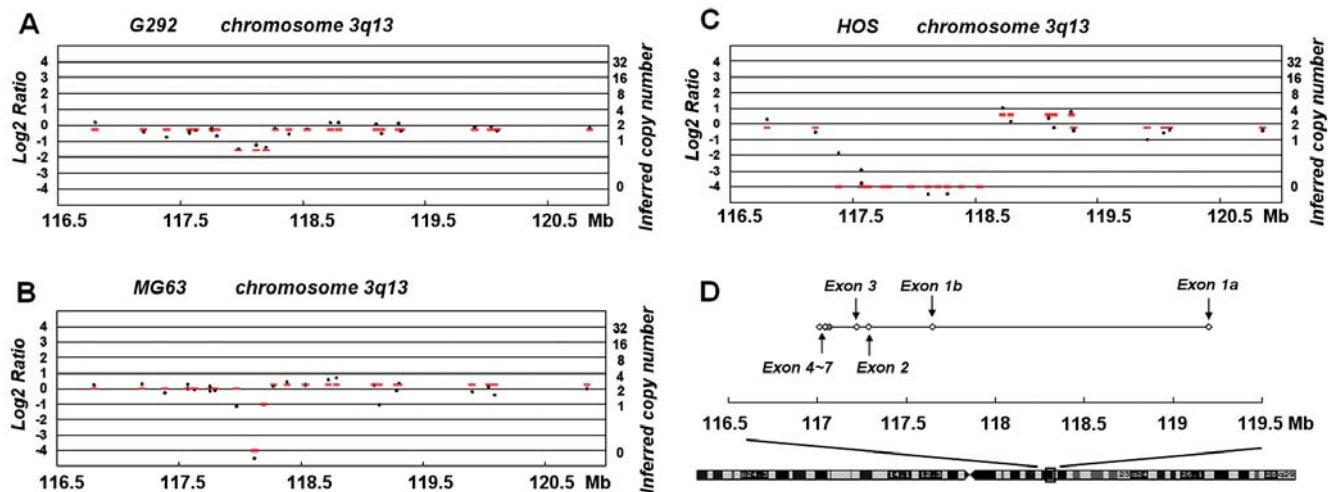 A
G292 chromosome 3q13
Log2 Ratio
4
3
2
1
0
-1
-2
-3
-4
32
16
8
4
2
1
0
Inferred copy number
116.5 117.5 118.5 119.5 120.5 Mb
B
MG63 chromosome 3q13
Log2 Ratio
4
3
2
1
0
-1
-2
-3
-4
32
16
8
4
2
1
0
Inferred copy number
116.5 117.5 118.5 119.5 120.5 Mb
C
HOS chromosome 3q13
Log2 Ratio
4
3
2
1
0
-1
-2
-3
-4
32
16
8
4
2
1
0
Inferred copy number
116.5 117.5 118.5 119.5 120.5 Mb
D
Exon 3 Exon 1b Exon 1a
Exon 4~7 Exon 2
116.5 117 117.5 118 118.5 119 119.5 Mb